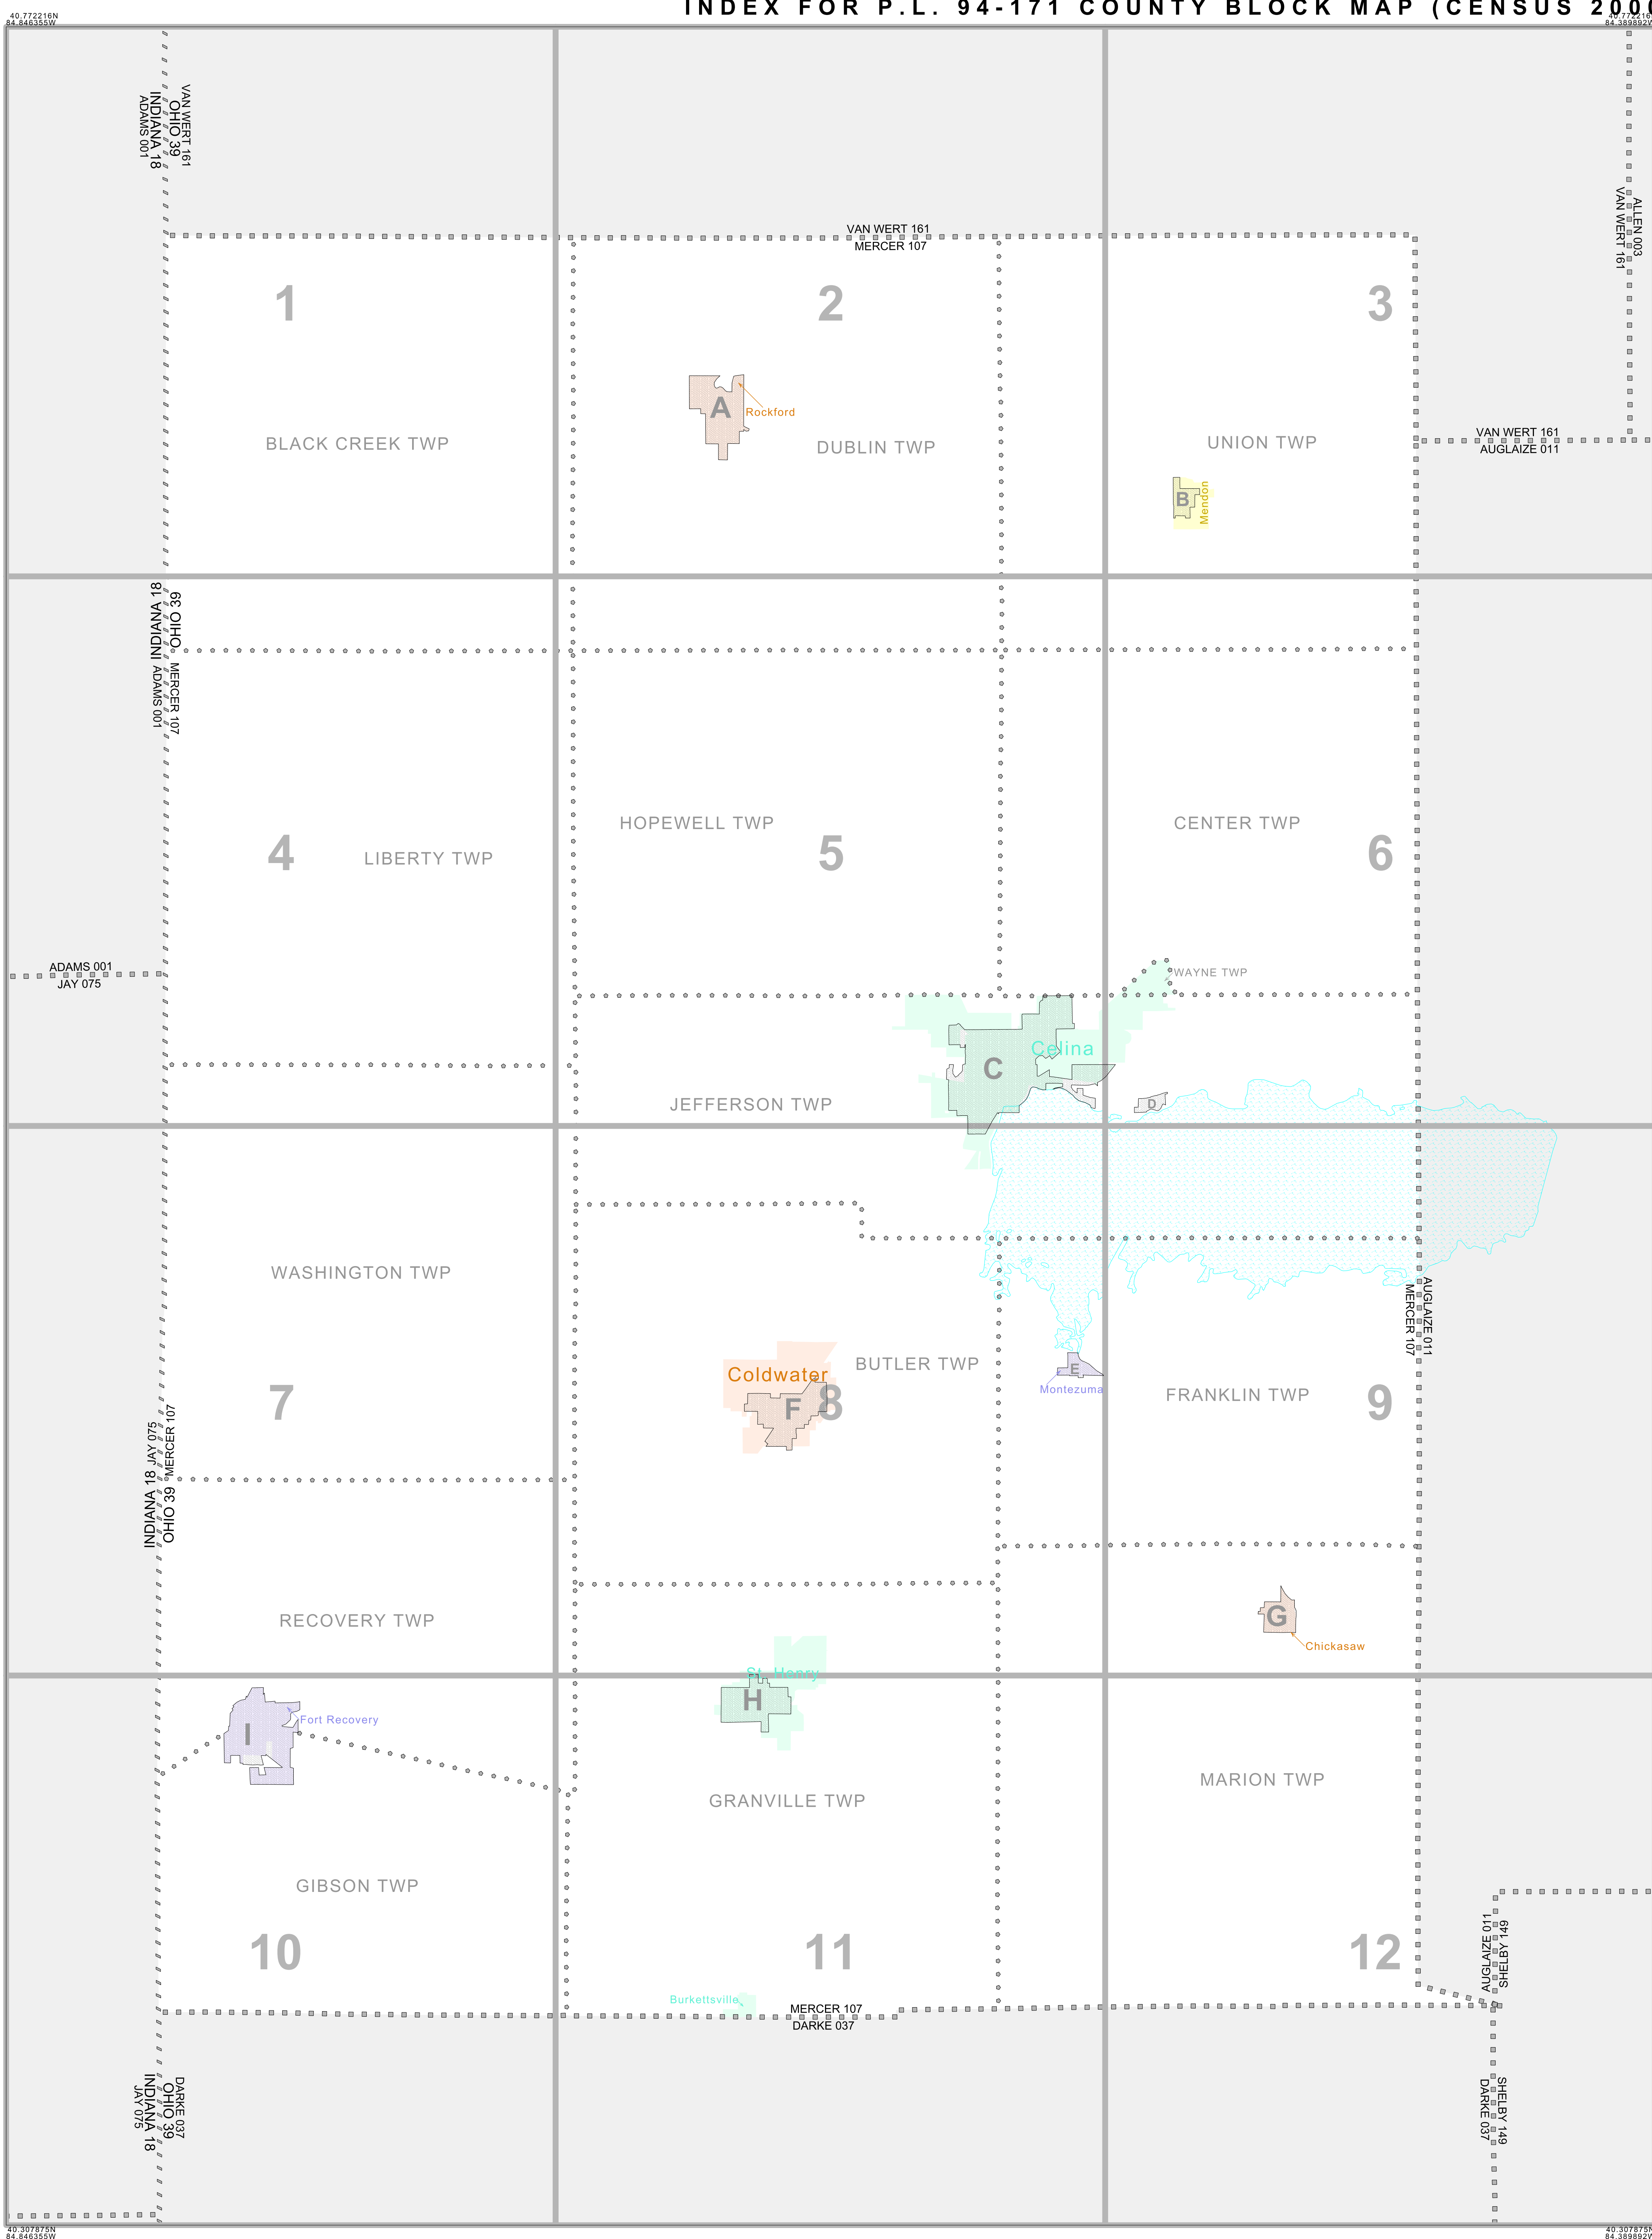 INDEX FOR P.L. 94-171 COUNTY BLOCK MAP (CENSUS 2000
40.772216N
84.846355W
40.772216N
84.389892W
VAN WERT 161
OHIO 39
INDIANA 18
ADAMS 001
ALLEN 003
VAN WERT 161
VAN WERT 161
MERCER 107
1
2
3
A
Rockford
BLACK CREEK TWP
DUBLIN TWP
UNION TWP
VAN WERT 161
AUGLAIZE 011
B
Mendon
OHIO 39 MERCER 107
INDIANA 18 ADAMS 001
HOPEWELL TWP
CENTER TWP
4
LIBERTY TWP
5
6
ADAMS 001
JAY 075
WAYNE TWP
Celina
C
D
JEFFERSON TWP
WASHINGTON TWP
AUGLAIZE 011
MERCER 107
BUTLER TWP
Coldwater
E
Montezuma
FRANKLIN TWP
7
F
8
9
INDIANA 18 JAY 075
OHIO 39 MERCER 107
RECOVERY TWP
G
Chickasaw
St. Henry
H
Fort Recovery
I
MARION TWP
GRANVILLE TWP
GIBSON TWP
10
11
12
SHELBY 149
AUGLAIZE 011
Burkettsville
MERCER 107
DARKE 037
DARKE 037
OHIO 39
INDIANA 18
JAY 075
SHELBY 149
DARKE 037
40.307875N
84.846355W
40.307875N
84.389892W